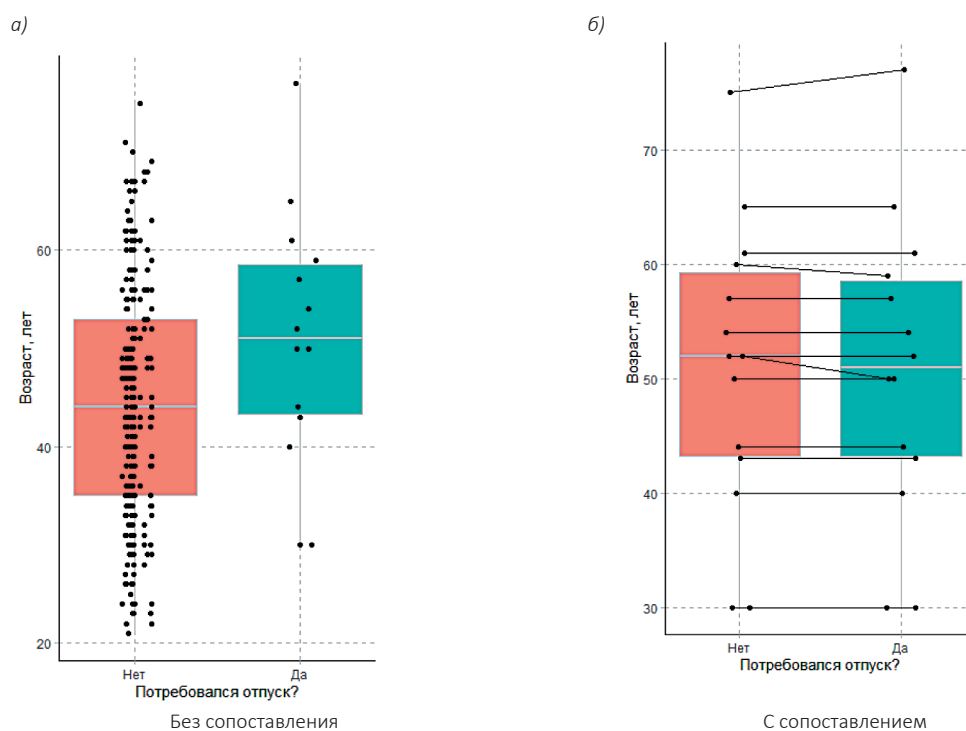 а)
б)
Возраст, лет
60
40
20
Нет
Да
Потребовался отпуск?
Без сопоставления
Возраст, лет
70
60
50
40
30
Нет
Да
Потребовался отпуск?
С сопоставлением